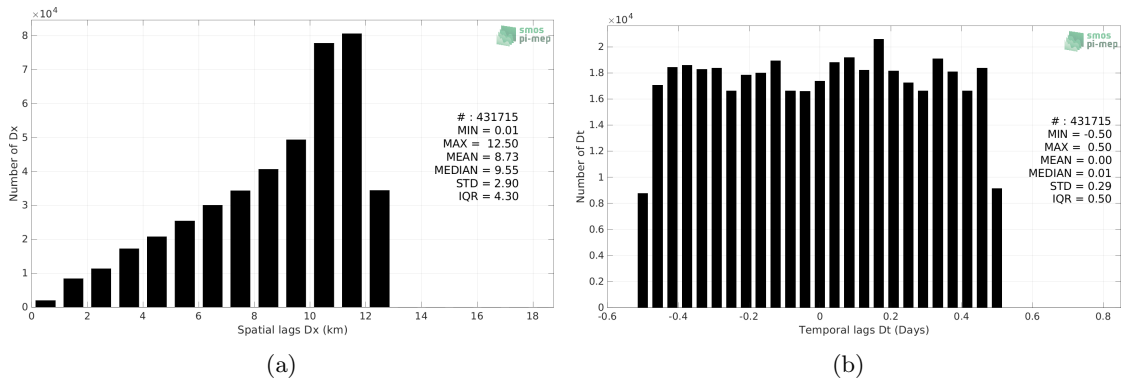 ×10⁴
8
7
6
5
4
3
2
1
0
Number of Dx
0 2 4 6 8 10 12 14 16 18
Spatial lags Dx (km)
smos
pi-mep
# : 431715
MIN = 0.01
MAX = 12.50
MEAN = 8.73
MEDIAN = 9.55
STD = 2.90
IQR = 4.30
(a)
×10⁴
2
1.8
1.6
1.4
1.2
1
0.8
0.6
0.4
0.2
0
Number of Dt
-0.6 -0.4 -0.2 0 0.2 0.4 0.6 0.8
Temporal lags Dt (Days)
smos
pi-mep
# : 431715
MIN = -0.50
MAX = 0.50
MEAN = 0.00
MEDIAN = 0.01
STD = 0.29
IQR = 0.50
(b)